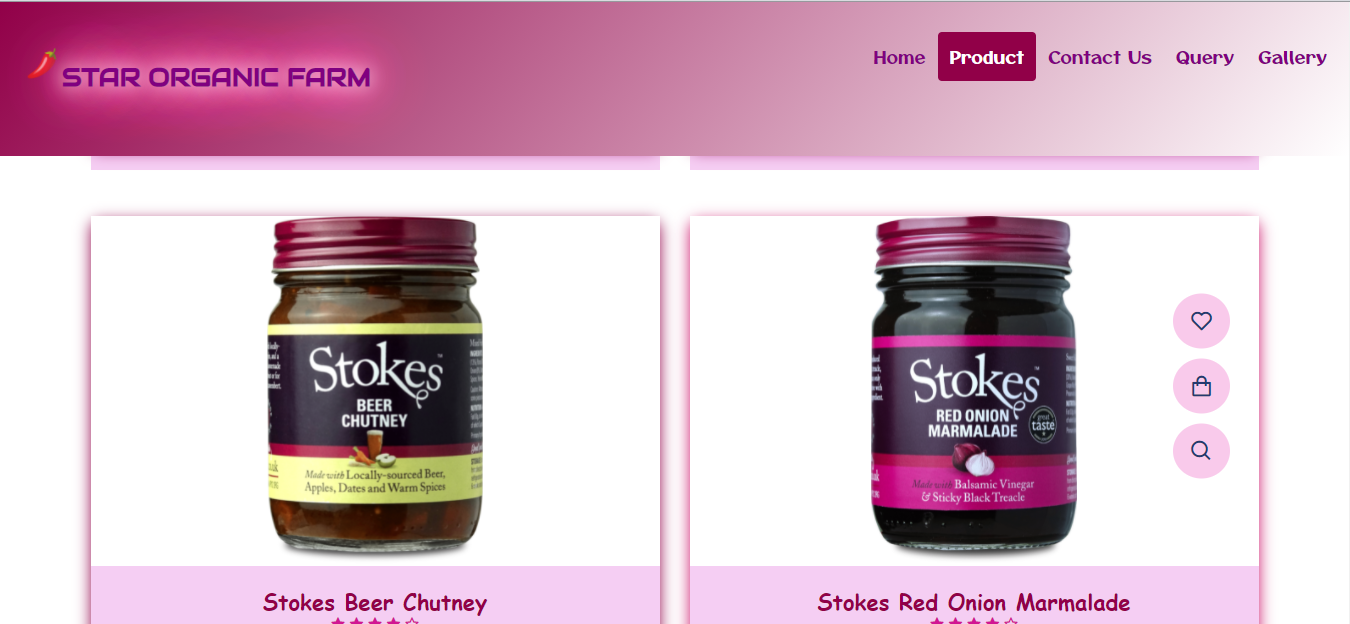 STAR ORGANIC FARM
Home Product Contact Us Query Gallery
Stokes™
BEER
CHUTNEY
Made with Locally-sourced Beer,
Apples, Dates and Warm Spices
Stokes™
RED ONION
MARMALADE
great
taste
Made with Balsamic Vinegar
& Sticky Black Treacle
Stokes Beer Chutney
Stokes Red Onion Marmalade